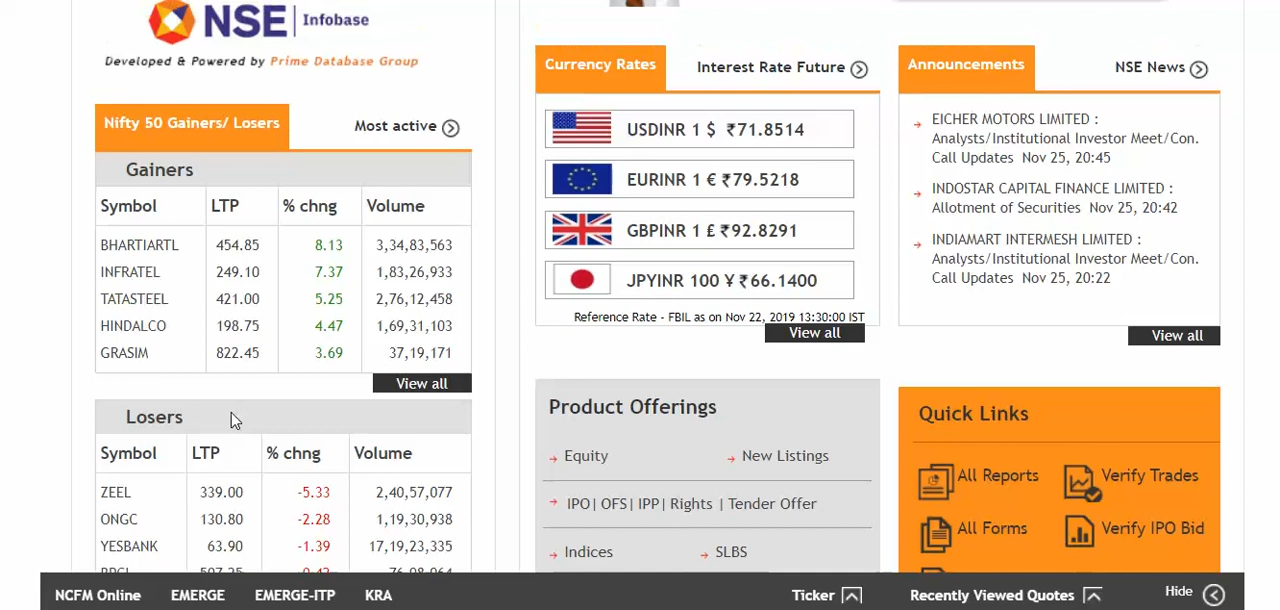 NSE Infobase
Developed & Powered by Prime Database Group
Nifty 50 Gainers/ Losers
Most active
Gainers
Symbol LTP % chng Volume
BHARTIARTL 454.85 8.13 3,34,83,563
INFRATEL 249.10 7.37 1,83,26,933
TATASTEEL 421.00 5.25 2,76,12,458
HINDALCO 198.75 4.47 1,69,31,103
GRASIM 822.45 3.69 37,19,171
View all
Losers
Symbol LTP % chng Volume
ZEEL 339.00 -5.33 2,40,57,077
ONGC 130.80 -2.28 1,19,30,938
YESBANK 63.90 -1.39 17,19,23,335
Currency Rates
Interest Rate Future
USDINR 1 $ ₹71.8514
EURINR 1 € ₹79.5218
GBPINR 1 £ ₹92.8291
JPYINR 100 ¥ ₹66.1400
Reference Rate - FBIL as on Nov 22, 2019 13:30:00 IST
View all
Product Offerings
Equity New Listings
IPO| OFS| IPP| Rights | Tender Offer
Indices SLBS
Announcements
NSE News
EICHER MOTORS LIMITED :
Analysts/Institutional Investor Meet/Con.
Call Updates Nov 25, 20:45
INDOSTAR CAPITAL FINANCE LIMITED :
Allotment of Securities Nov 25, 20:42
INDIAMART INTERMESH LIMITED :
Analysts/Institutional Investor Meet/Con.
Call Updates Nov 25, 20:22
View all
Quick Links
All Reports Verify Trades
All Forms Verify IPO Bid
NCFM Online EMERGE EMERGE-ITP KRA Ticker Recently Viewed Quotes Hide